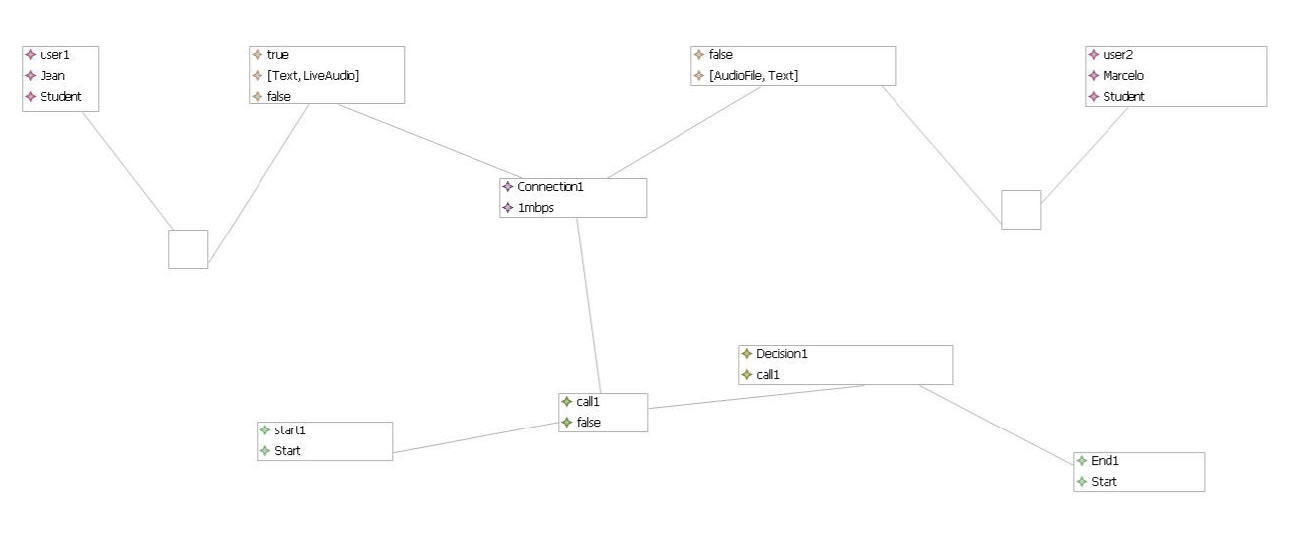 user1
Jean
Student
true
[Text, LiveAudio]
false
false
[AudioFile, Text]
user2
Marcelo
Student
Connection1
1mbps
Decision1
call1
call1
false
start1
Start
End1
Start